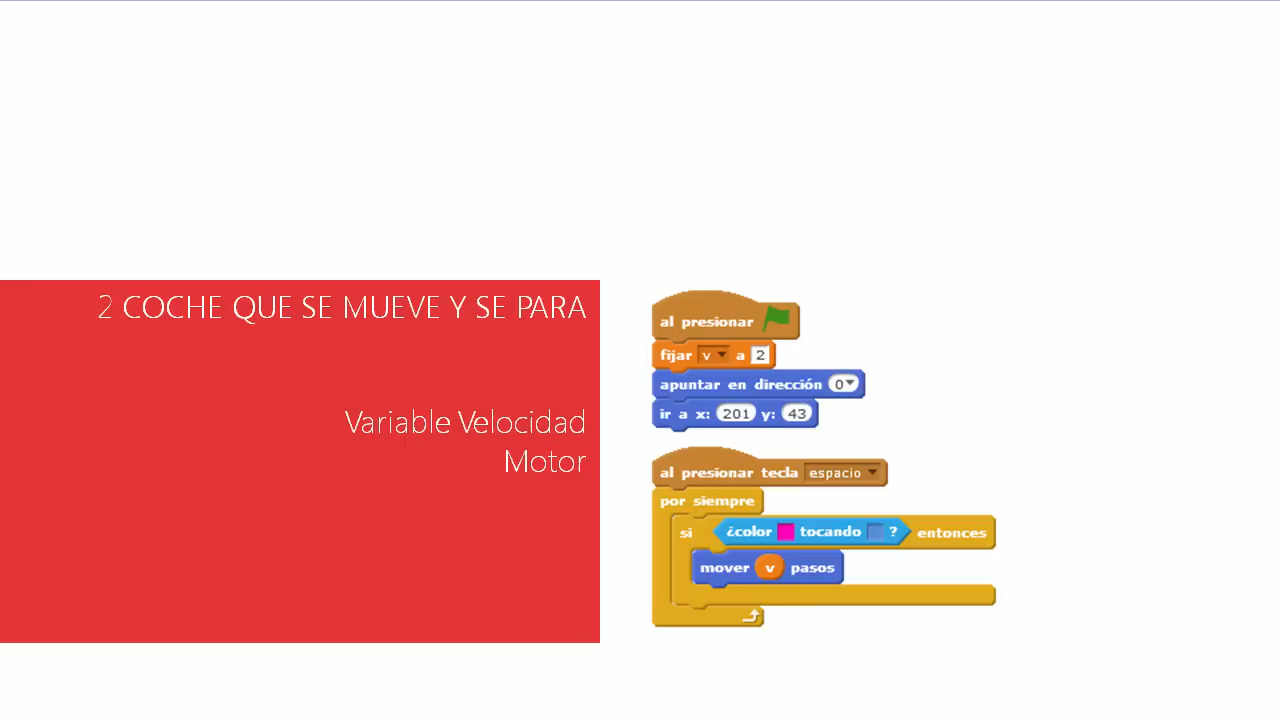 2 COCHE QUE SE MUEVE Y SE PARA
Variable Velocidad
Motor
al presionar
fijar v a 2
apuntar en dirección 0
ir a x: 201 y: 43
al presionar tecla espacio
por siempre
si ¿color tocando ? entonces
mover v pasos